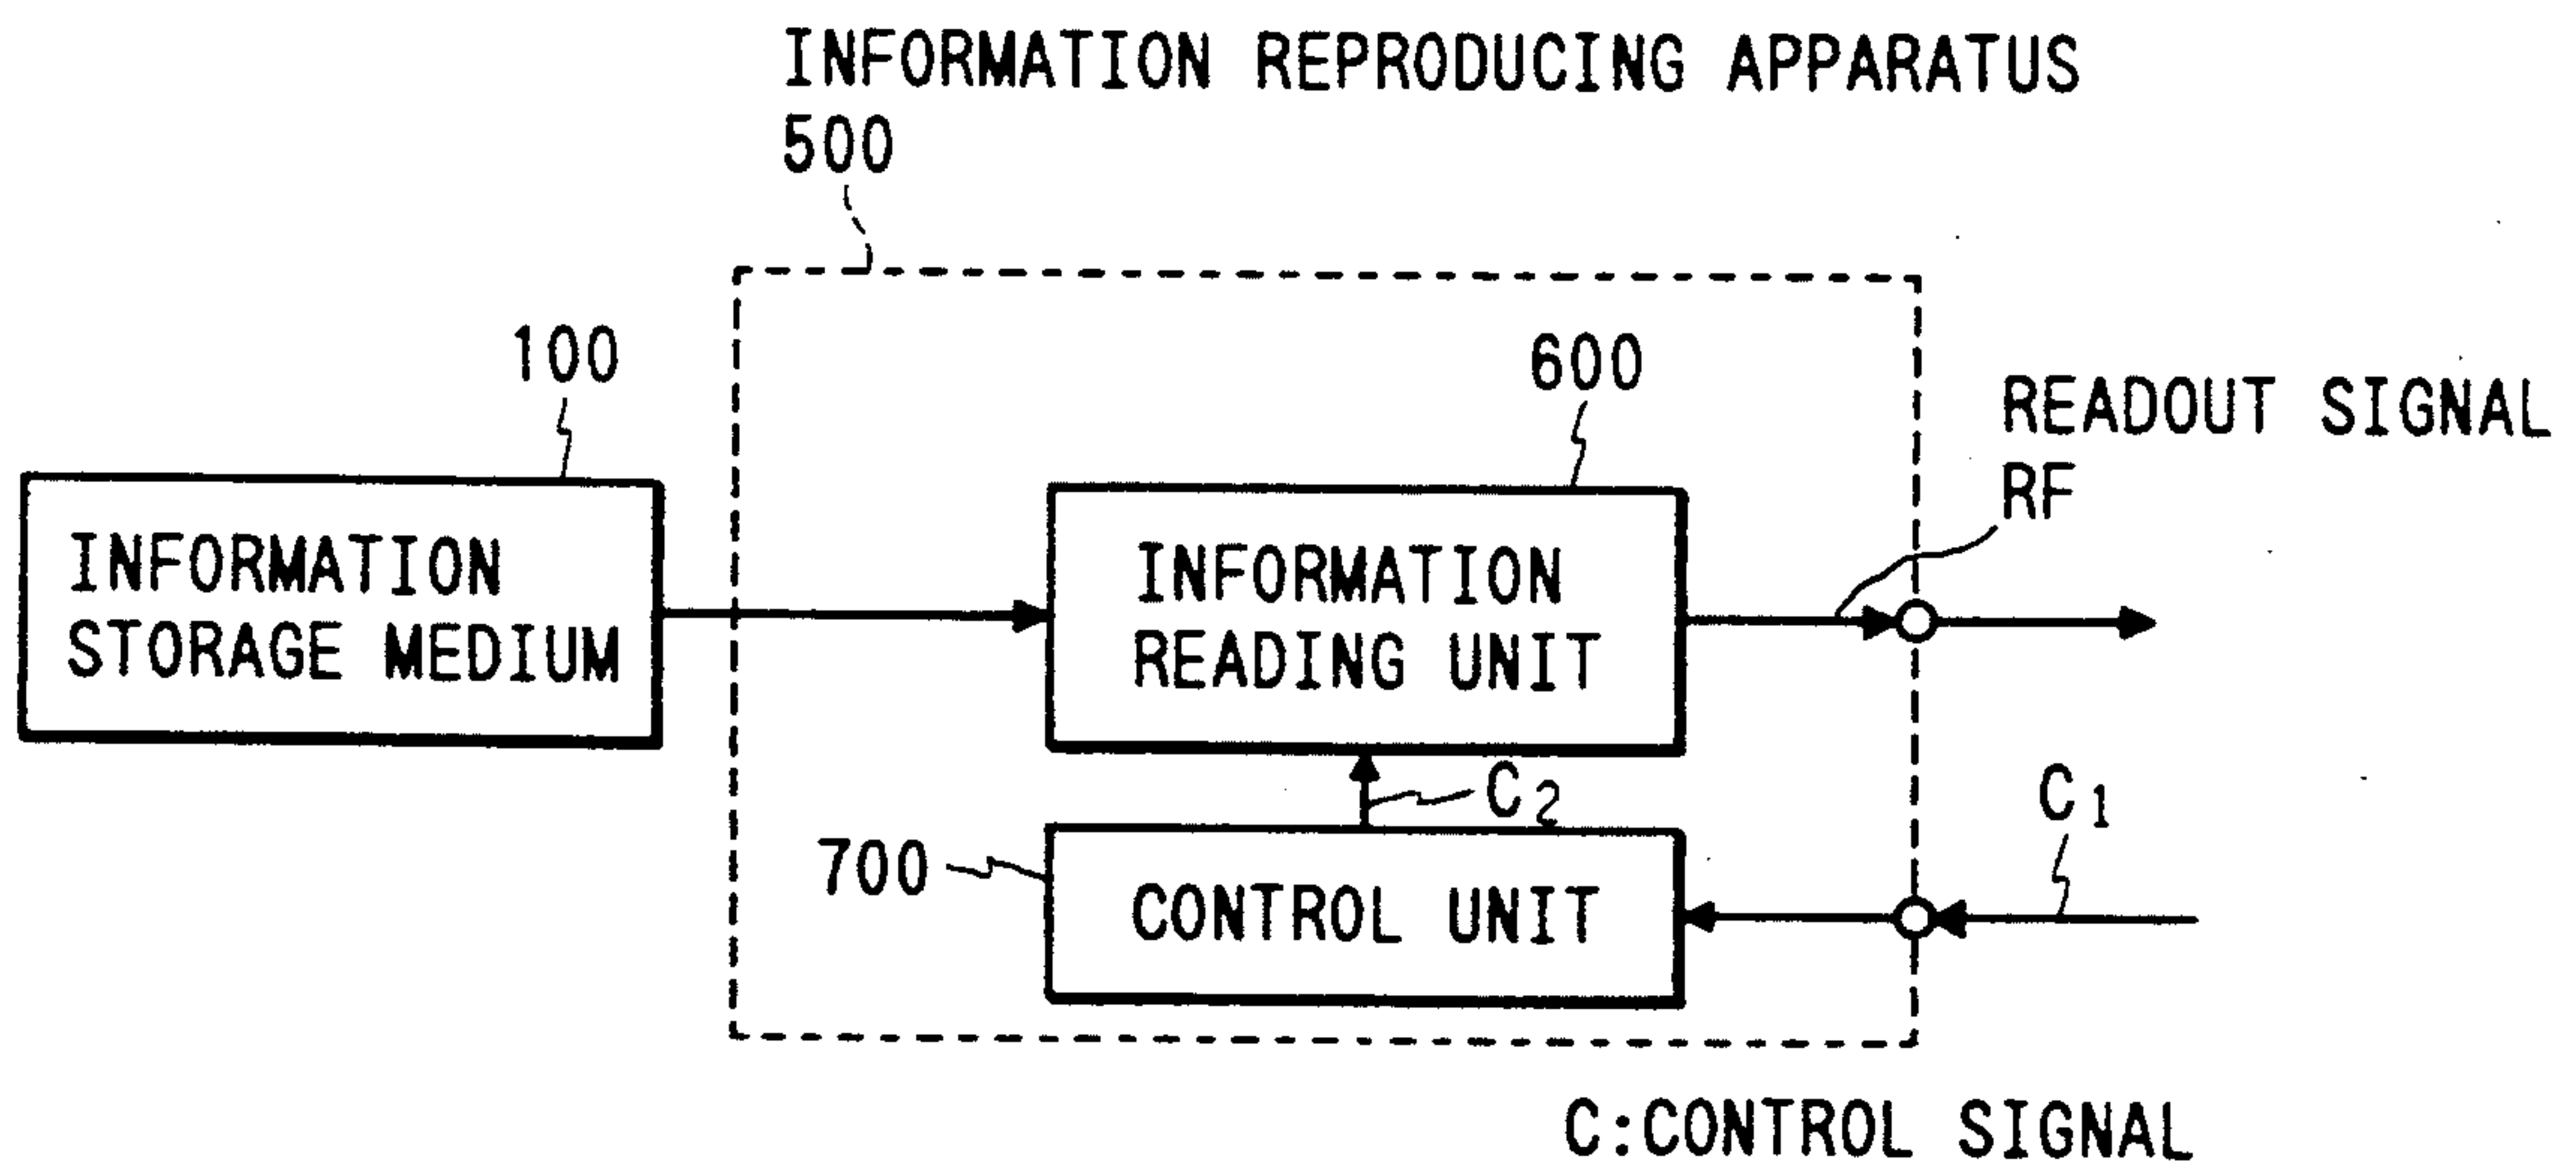 INFORMATION REPRODUCING APPARATUS
500
100
600
READOUT SIGNAL
RF
INFORMATION
STORAGE MEDIUM
INFORMATION
READING UNIT
C2
C1
700
CONTROL UNIT
C:CONTROL SIGNAL